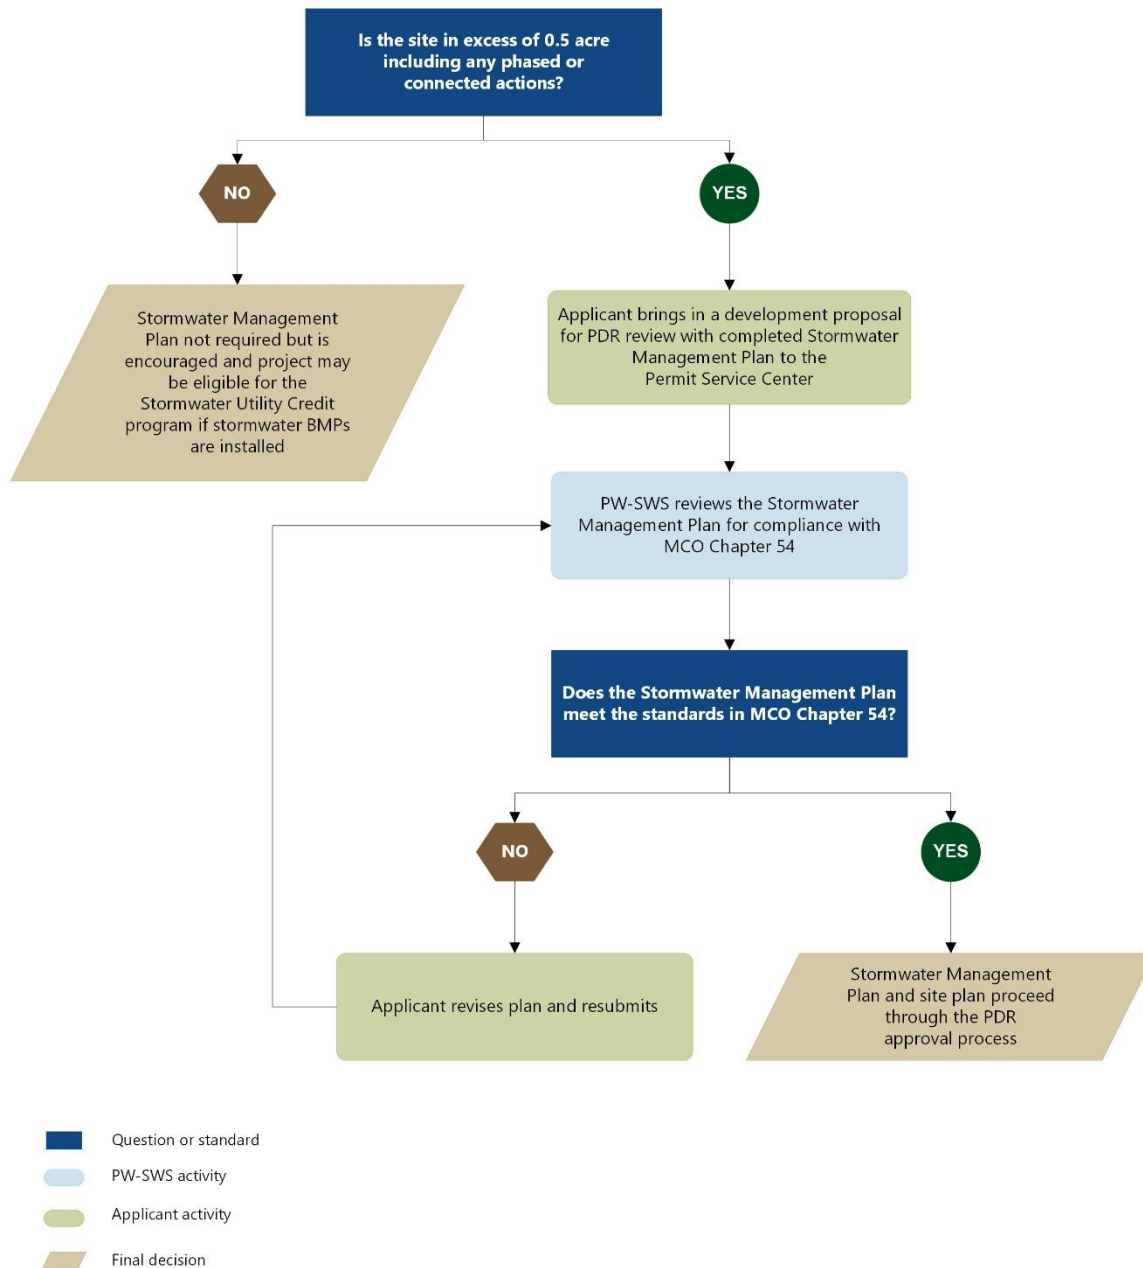 Is the site in excess of 0.5 acre
including any phased or
connected actions?
NO
YES
Stormwater Management
Plan not required but is
encouraged and project may
be eligible for the
Stormwater Utility Credit
program if stormwater BMPs
are installed
Applicant brings in a development proposal
for PDR review with completed Stormwater
Management Plan to the
Permit Service Center
PW-SWS reviews the Stormwater
Management Plan for compliance with
MCO Chapter 54
Does the Stormwater Management Plan
meet the standards in MCO Chapter 54?
NO
YES
Applicant revises plan and resubmits
Stormwater Management
Plan and site plan proceed
through the PDR
approval process
Question or standard
PW-SWS activity
Applicant activity
Final decision